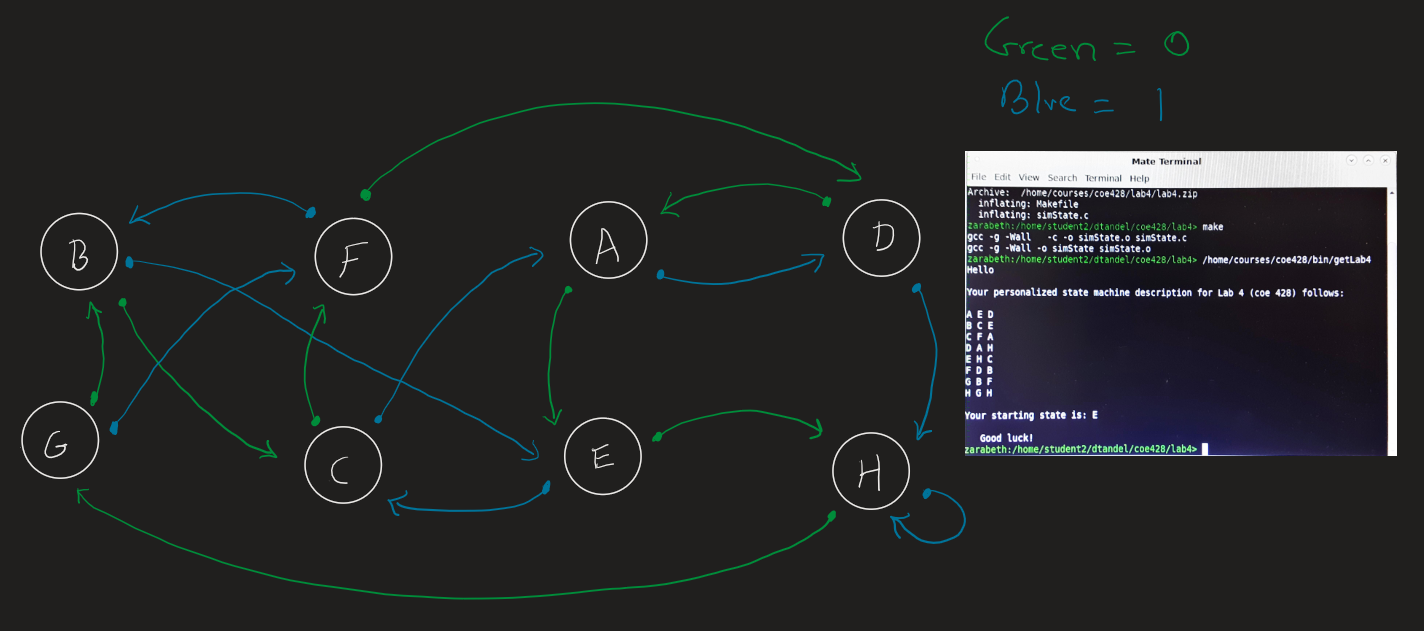 Green = 0
Blue = 1
Mate Terminal
File Edit View Search Terminal Help
Archive: /home/courses/coe428/lab4/lab4.zip
inflating: Makefile
inflating: simState.c
zarabeth:/home/student2/dtandel/coe428/lab4> make
gcc -g -Wall -c -o simState.o simState.c
gcc -g -Wall -o simState simState.o
zarabeth:/home/student2/dtandel/coe428/lab4> /home/courses/coe428/bin/getLab4
Hello
Your personalized state machine description for Lab 4 (coe 428) follows:
A E D
B C E
C F A
D A H
E H C
F D B
G B F
H G H
Your starting state is: E
Good luck!
zarabeth:/home/student2/dtandel/coe428/lab4>
B
F
A
D
G
C
E
H